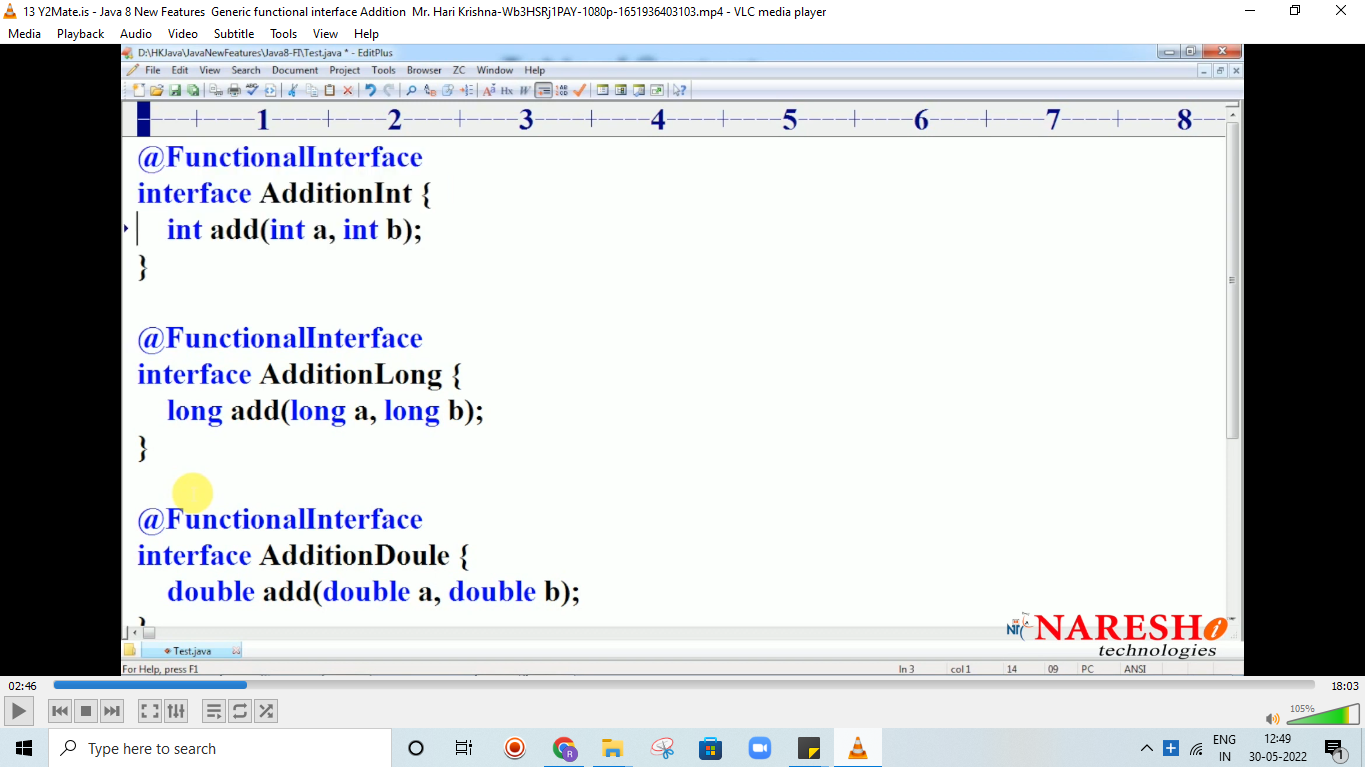 13 Y2Mate.is - Java 8 New Features Generic functional interface Addition Mr. Hari Krishna-Wb3HSRj1PAY-1080p-1651936403103.mp4 - VLC media player
Media Playback Audio Video Subtitle Tools View Help
D:\HKJava\JavaNewFeatures\Java8-FI\Test.java * - EditPlus
File Edit View Search Document Project Tools Browser ZC Window Help
1 2 3 4 5 6 7 8
@FunctionalInterface
interface AdditionInt {
int add(int a, int b);
}
@FunctionalInterface
interface AdditionLong {
long add(long a, long b);
}
@FunctionalInterface
interface AdditionDoule {
double add(double a, double b);
}
NARESH i
technologies
Test.java
For Help, press F1 ln 3 col 1 14 09 PC ANSI
02:46 18:03
105%
Type here to search
ENG
IN
12:49
30-05-2022
1